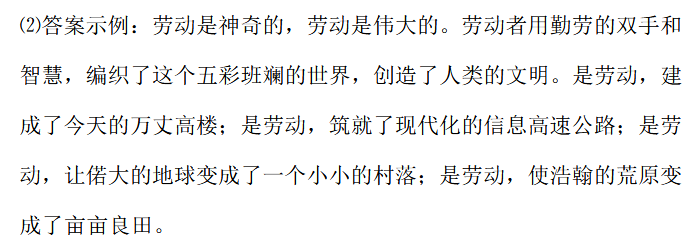 ⑵答案示例：劳动是神奇的，劳动是伟大的。劳动者用勤劳的双手和
智慧，编织了这个五彩班斓的世界，创造了人类的文明。是劳动，建
成了今天的万丈高楼；是劳动，筑就了现代化的信息高速公路；是劳
动，让偌大的地球变成了一个小小的村落；是劳动，使浩翰的荒原变
成了亩亩良田。